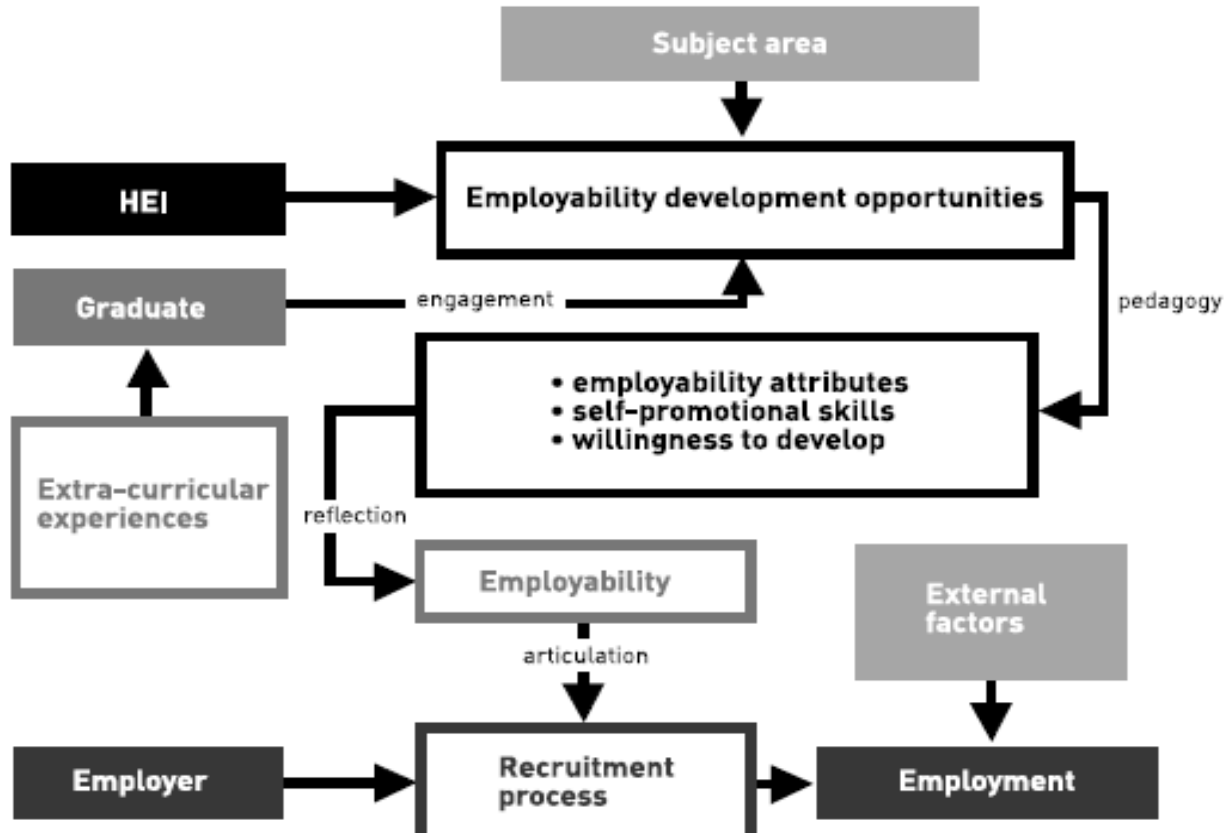 Subject area
HEI
Employability development opportunities
Graduate
engagement
pedagogy
• employability attributes
• self-promotional skills
• willingness to develop
Extra-curricular
experiences
reflection
Employability
External
factors
articulation
Employer
Recruitment
process
Employment